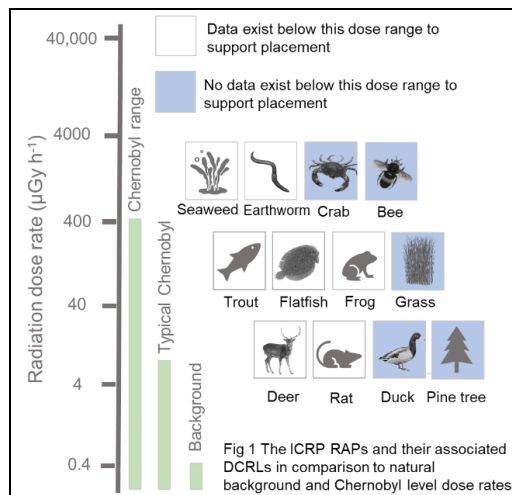 40,000
4000
400
40
4
0.4
Radiation dose rate (μGy h⁻¹)
Chernobyl range
Typical Chernobyl
Background
Data exist below this dose range to
support placement
No data exist below this dose range to
support placement
Seaweed Earthworm Crab Bee
Trout Flatfish Frog Grass
Deer Rat Duck Pine tree
Fig 1 The ICRP RAPs and their associated
DCRLs in comparison to natural
background and Chernobyl level dose rates